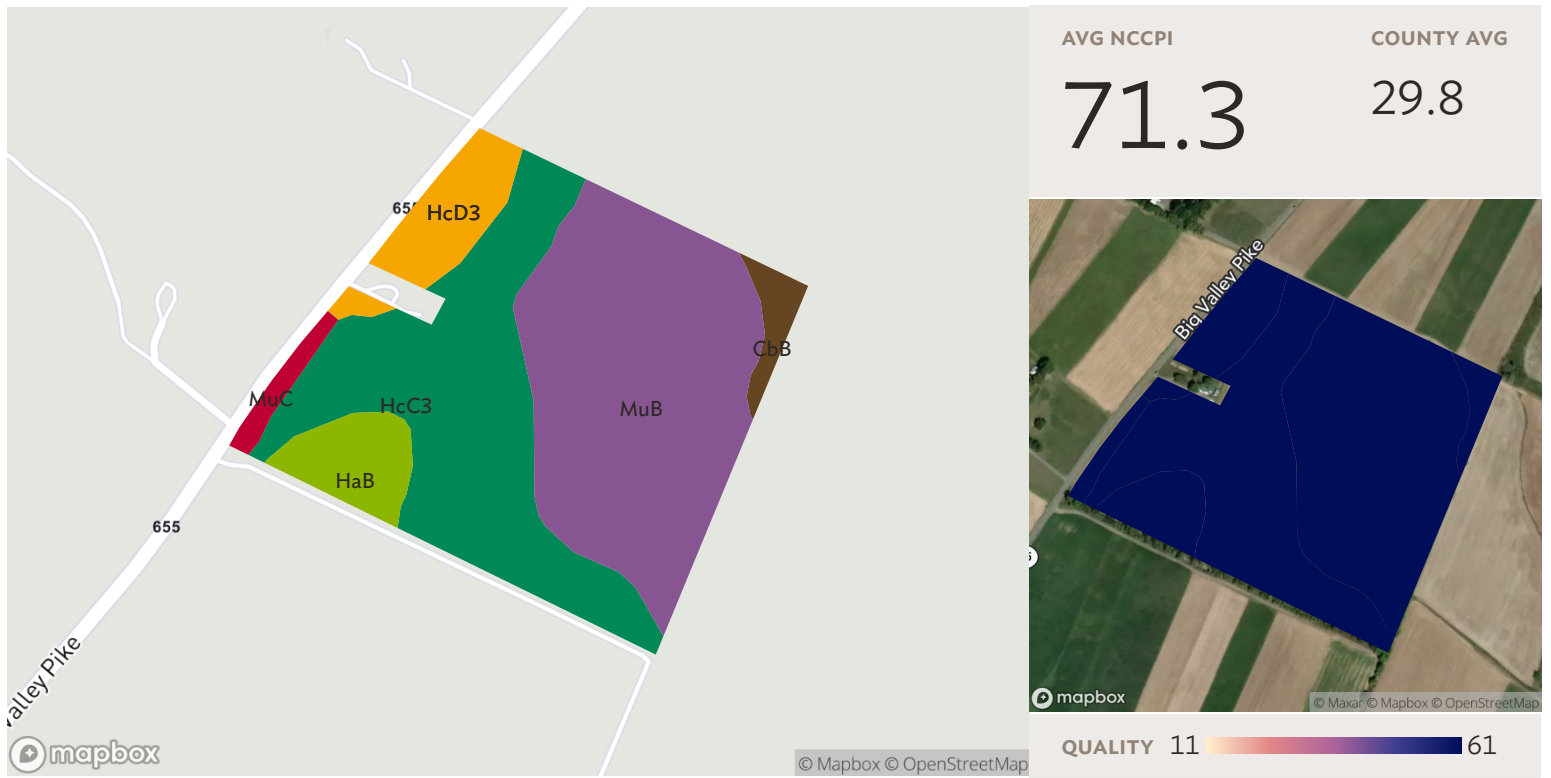 655
HcD3
MuC
HcC3
CbB
MuB
HaB
655
Valley Pike
mapbox
© Mapbox © OpenStreetMap
AVG NCCPI
COUNTY AVG
71.3
29.8
Big Valley Pike
mapbox
© Maxar © Mapbox © OpenStreetMap
QUALITY 11 61